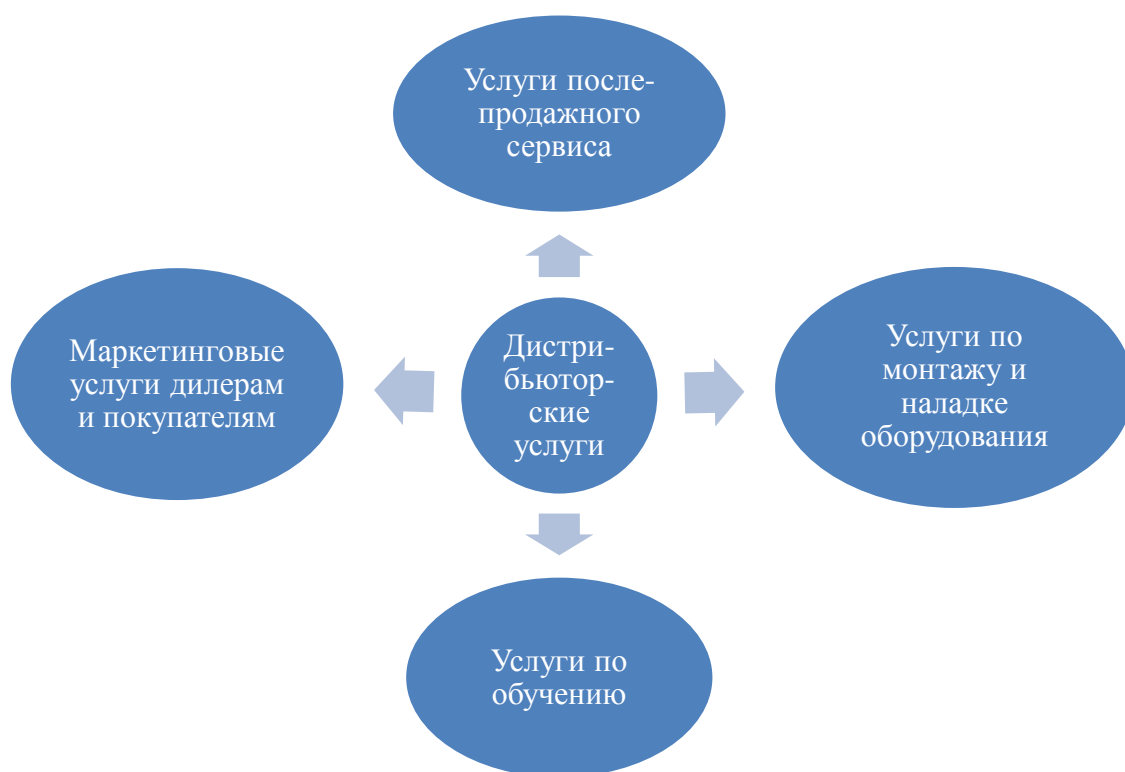 Услуги после-
продажного
сервиса
Маркетинговые
услуги дилерам
и покупателям
Дистри-
бьютор-
ские
услуги
Услуги по
монтажу и
наладке
оборудования
Услуги по
обучению